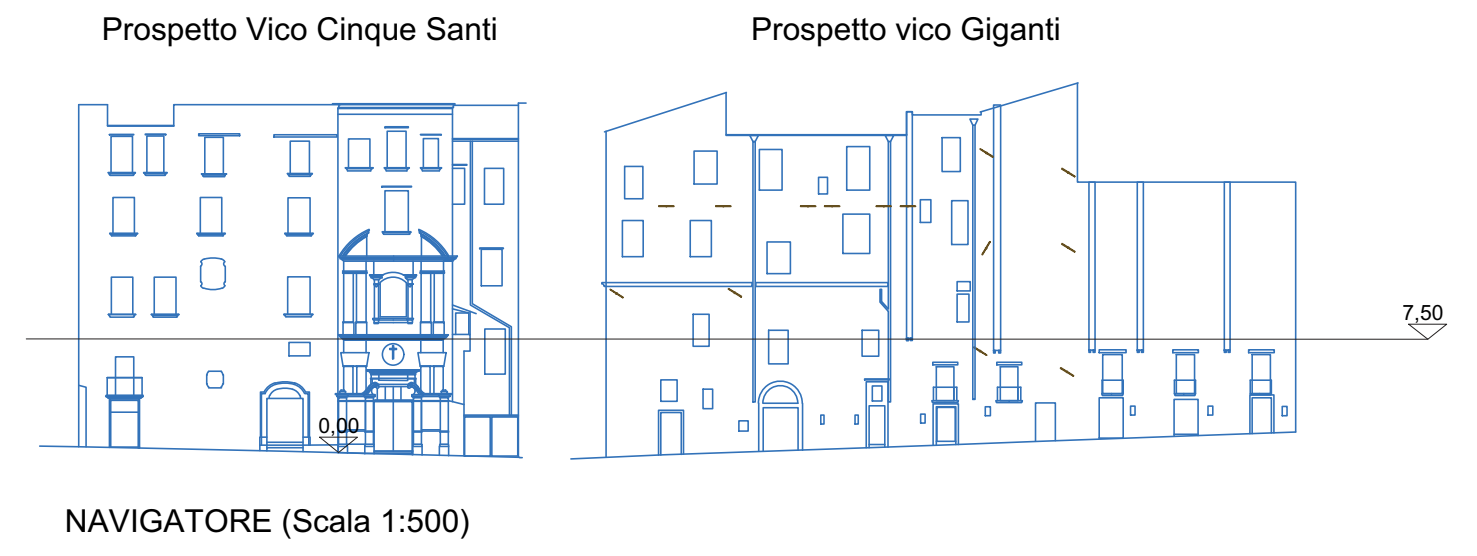 Prospetto Vico Cinque Santi
Prospetto vico Giganti
7,50
0,00
NAVIGATORE (Scala 1:500)